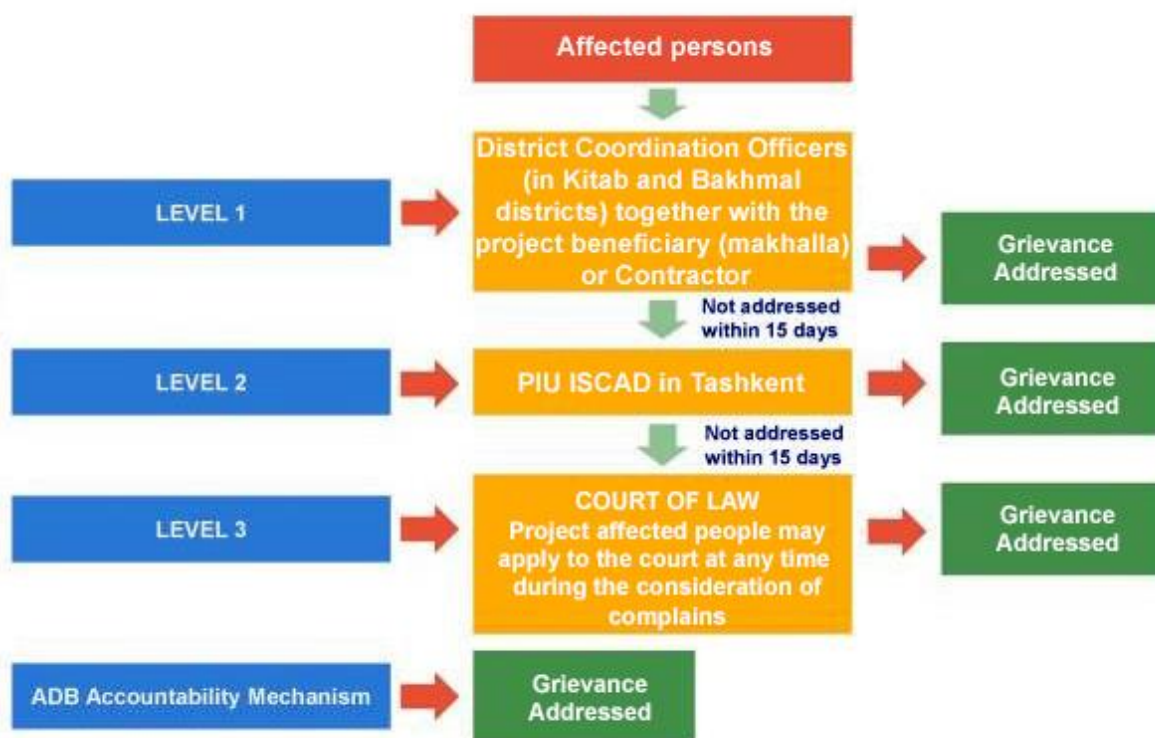 Affected persons
LEVEL 1
District Coordination Officers
(in Kitab and Bakhmal
districts) together with the
project beneficiary (makhalla)
or Contractor
Grievance
Addressed
Not addressed
within 15 days
LEVEL 2
PIU ISCAD in Tashkent
Grievance
Addressed
Not addressed
within 15 days
LEVEL 3
COURT OF LAW
Project affected people may
apply to the court at any time
during the consideration of
complains
Grievance
Addressed
ADB Accountability Mechanism
Grievance
Addressed